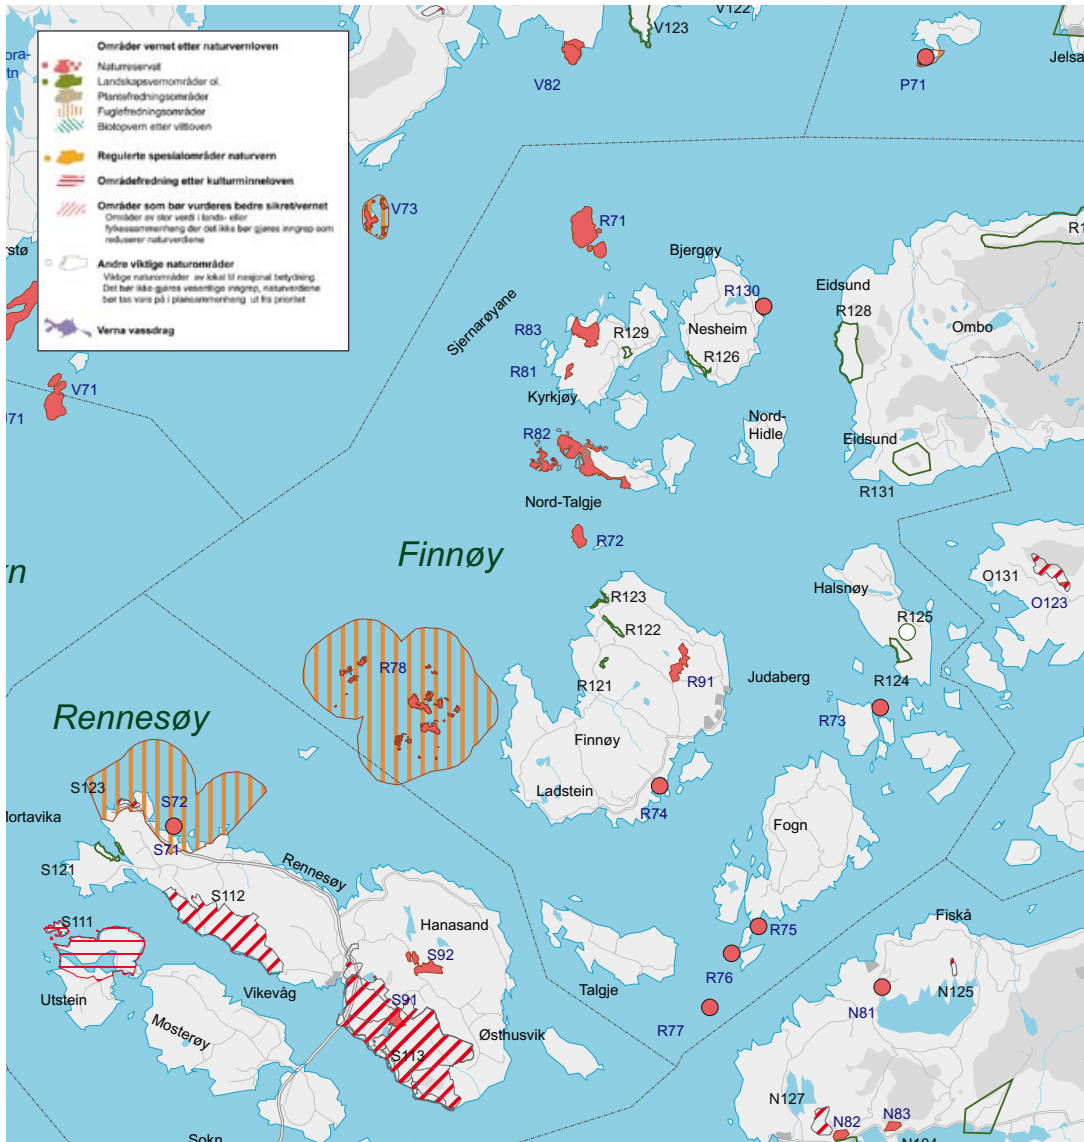 Områder vernet etter naturvernloven
Naturreservat
Landskapsvernområder ol.
Plantefredningsområder
Fuglefredningsområder
Biotopvern etter viltloven
Regulerte spesialområder naturvern
Områdefredning etter kulturminneloven
Områder som bør vurderes bedre sikret/vernet
Områder av stor verdi i lands- eller
fylkessammenheng der det ikke bør gjøres inngrep som
reduserer naturverdiene
Andre viktige naturområder
Viktige naturområder av lokal til nasjonal betydning.
Det bør ikke gjøres vesentlige inngrep, naturverdiene
bør tas vare på i plansammenheng ut fra prioritet
Verna vassdrag
V122
V123
V82
P71
Jelsa
V73
R71
Bjergøy
R130
Eidsund
R128
Ombo
Sjernarøyane
R83
R129
Nesheim
R126
R81
Kyrkjøy
V71
Nord-
Hidle
R82
Eidsund
R131
Nord-Talgje
R72
Finnøy
Halsnøy
O131
O123
R123
R125
R122
R78
R121
R91
Judaberg
R124
R73
Rennesøy
Finnøy
Ladstein
R74
S123
S72
Fogn
S71
S121
Rennesøy
S112
S111
Hanasand
R75
Fiskå
S92
R76
Utstein
Vikevåg
Talgje
N125
Mosterøy
S91
R77
N81
Østhusvik
S113
N127
N82
N83
Sokn